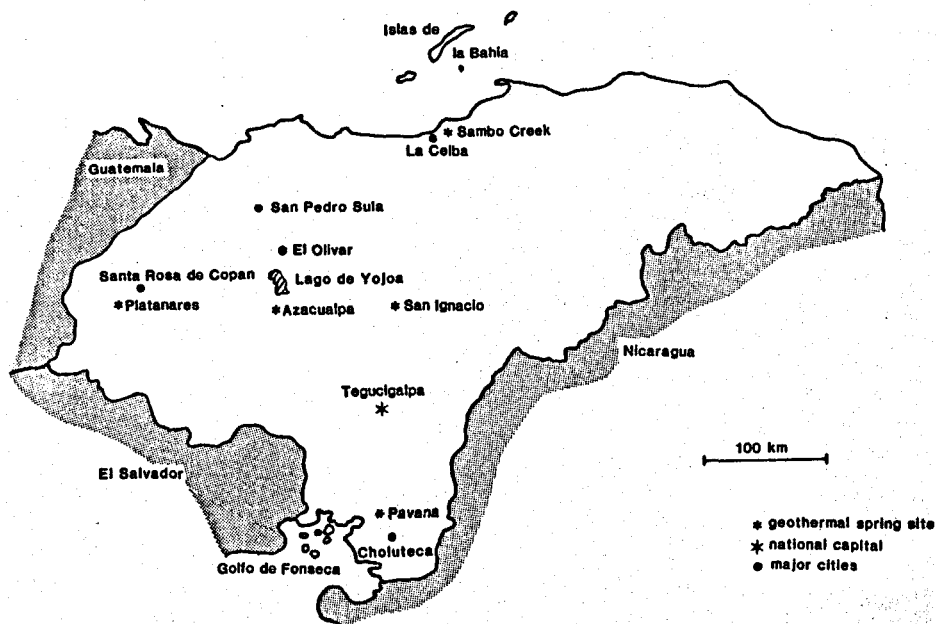 Islas de
la Bahia
Sambo Creek
La Ceiba
Guatemala
San Pedro Sula
El Olivar
Santa Rosa de Copan
Lago de Yojoa
Platanares
Azacualpa
San Ignacio
Nicaragua
Tegucigalpa
100 km
El Salvador
Pavana
geothermal spring site
national capital
Choluteca
major cities
Golfo de Fonseca